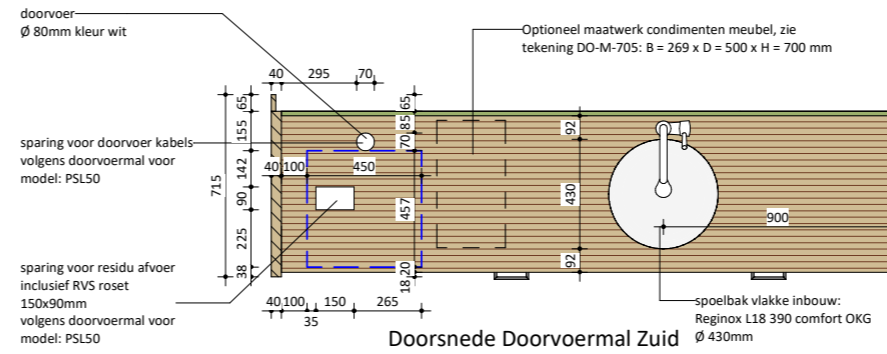 doorvoer
Ø 80mm kleur wit
Optioneel maatwerk condimenten meubel, zie
tekening DO-M-705: B = 269 x D = 500 x H = 700 mm
40 295 70
65
155
142
90
225
38
715
65
85
70
457
20
18
92
430
92
sparing voor doorvoer kabels
volgens doorvoermal voor
model: PSL50
40 100 450
900
sparing voor residu afvoer
inclusief RVS roset
150x90mm
volgens doorvoermal voor
model: PSL50
40 100 150 265
35
spoelbak vlakke inbouw:
Reginox L18 390 comfort OKG
Ø 430mm
Doorsnede Doorvoermal Zuid